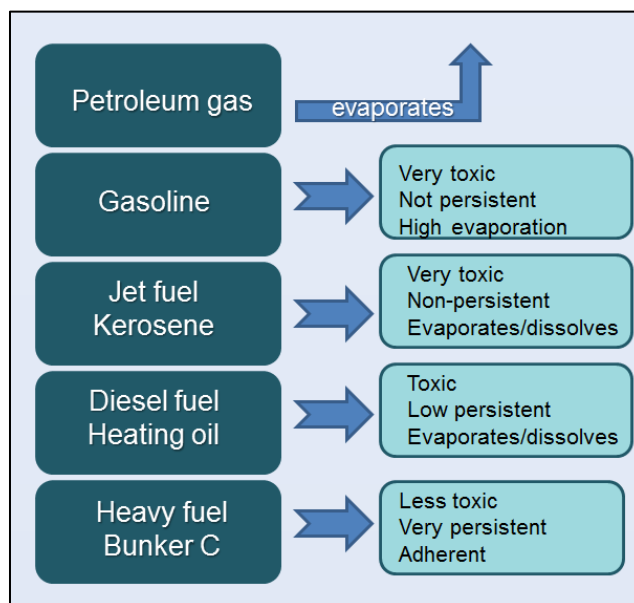 Petroleum gas
evaporates
Gasoline
Very toxic
Not persistent
High evaporation
Jet fuel
Kerosene
Very toxic
Non-persistent
Evaporates/dissolves
Diesel fuel
Heating oil
Toxic
Low persistent
Evaporates/dissolves
Heavy fuel
Bunker C
Less toxic
Very persistent
Adherent